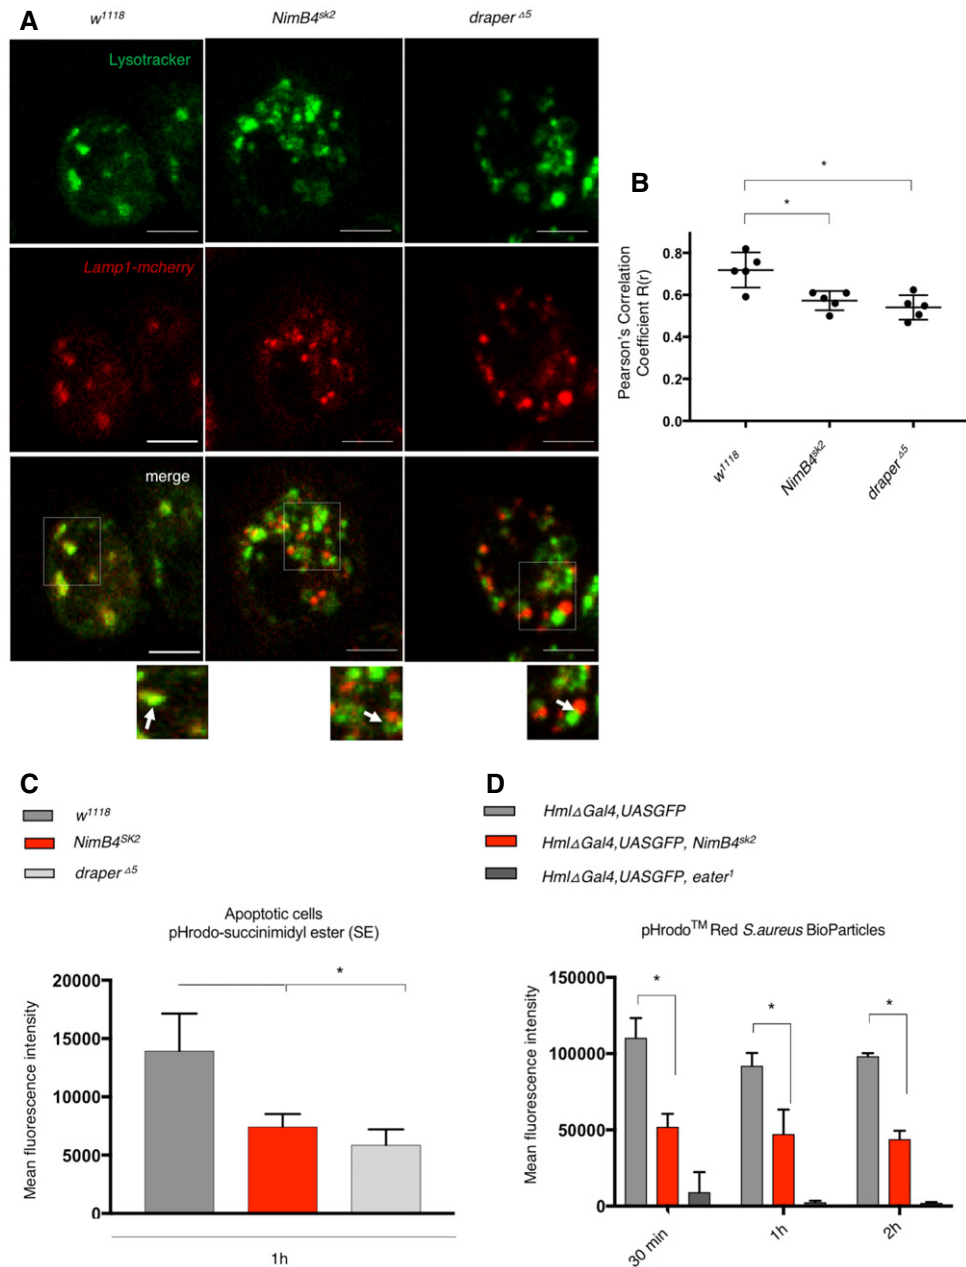 A
w¹¹¹⁸ NimB4ˢᵏ² draper ᐃ⁵
Lysotracker
Lamp1-mcherry
merge
B
*
*
Pearson's Correlation
Coefficient R(r)
0.8
0.6
0.4
0.2
0.0
w¹¹¹⁸
NimB4ˢᵏ²
draper ᐃ⁵
C
w¹¹¹⁸
NimB4ˢᴷ²
draper ᐃ⁵
Apoptotic cells
pHrodo-succinimidyl ester (SE)
*
Mean fluorescence intensity
20000
15000
10000
5000
0
1h
D
HmlΔGal4,UASGFP
HmlΔGal4,UASGFP, NimB4ˢᵏ²
HmlΔGal4,UASGFP, eater¹
pHrodo™ Red S.aureus BioParticles
* * *
Mean fluorescence intensity
150000
100000
50000
0
30 min 1h 2h